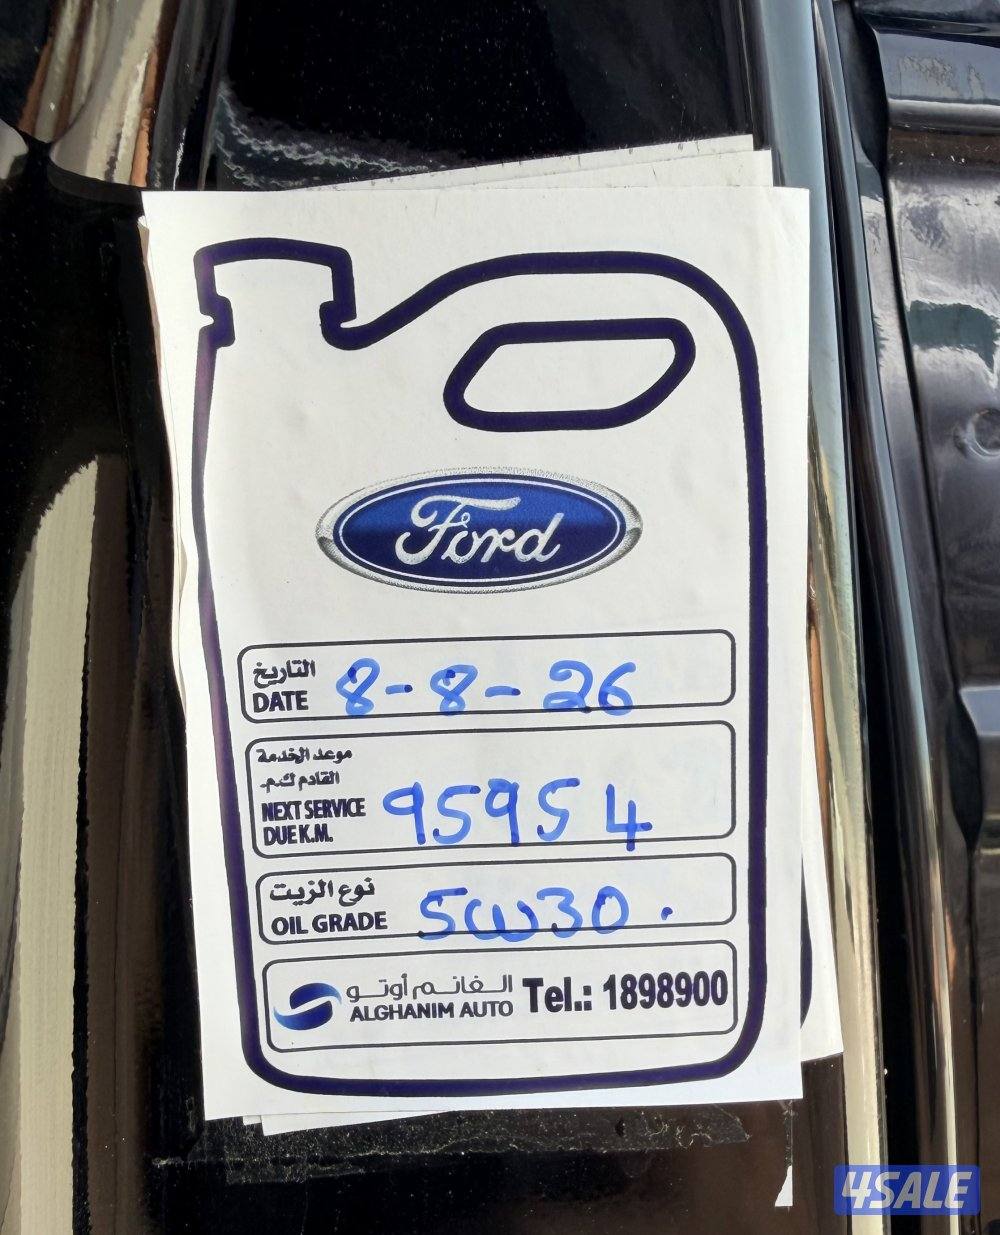 Ford
التاريخ
DATE 8-8-26
موعد الخدمة
القادم ك.م.
NEXT SERVICE
DUE K.M. 95954
نوع الزيت
OIL GRADE 5W30.
الغانم أوتو
ALGHANIM AUTO Tel.: 1898900
4SALE